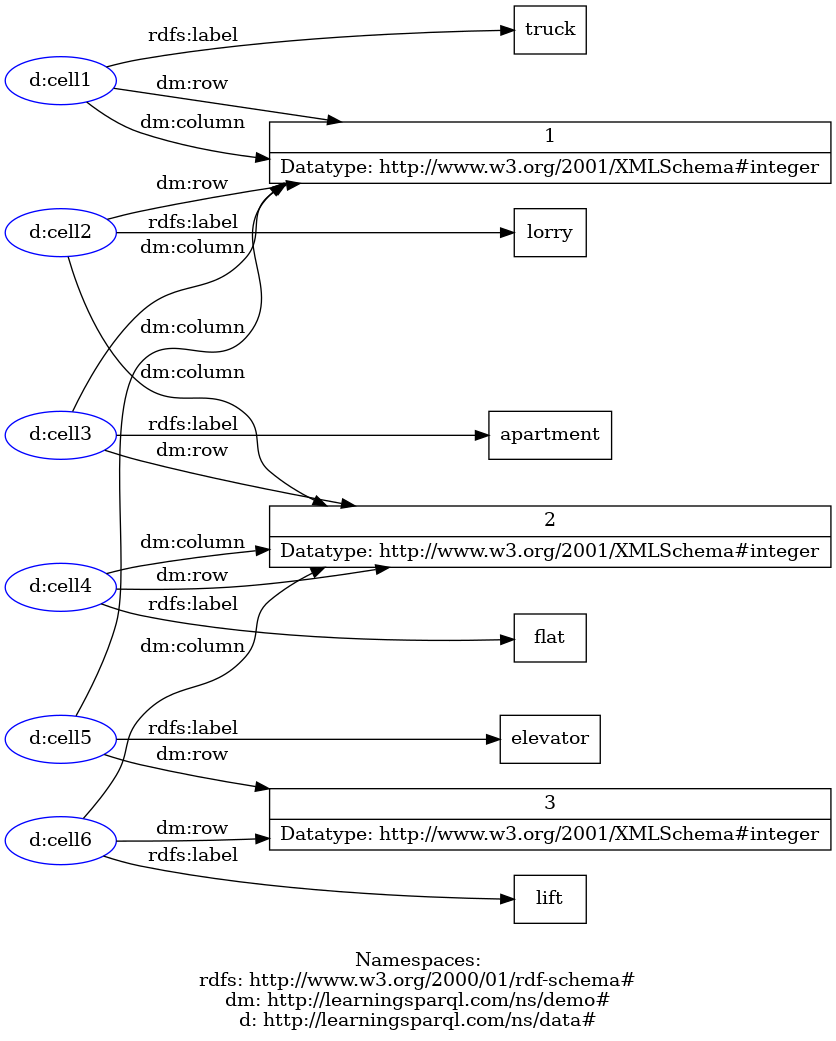 rdfs:label
truck
d:cell1
dm:row
dm:column
1
Datatype: http://www.w3.org/2001/XMLSchema#integer
dm:row
rdfs:label
d:cell2
lorry
dm:column
dm:column
dm:column
rdfs:label
d:cell3
apartment
dm:row
2
dm:column
Datatype: http://www.w3.org/2001/XMLSchema#integer
dm:row
d:cell4
rdfs:label
flat
dm:column
rdfs:label
d:cell5
elevator
dm:row
3
dm:row
Datatype: http://www.w3.org/2001/XMLSchema#integer
d:cell6
rdfs:label
lift
Namespaces:
rdfs: http://www.w3.org/2000/01/rdf-schema#
dm: http://learningsparql.com/ns/demo#
d: http://learningsparql.com/ns/data#